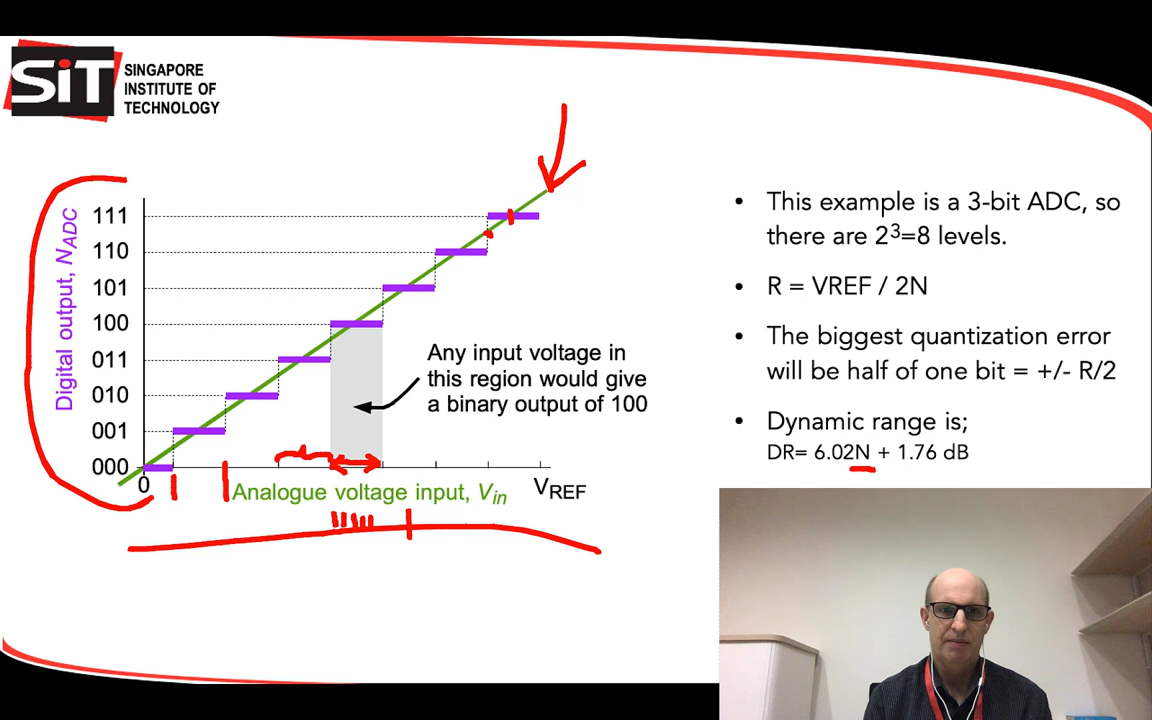 SiT
SINGAPORE
INSTITUTE OF
TECHNOLOGY
Digital output, NADC
111
110
101
100
011
010
001
000
0
Any input voltage in
this region would give
a binary output of 100
Analogue voltage input, Vin
VREF
• This example is a 3-bit ADC, so
there are 2³=8 levels.
• R = VREF / 2N
• The biggest quantization error
will be half of one bit = +/- R/2
• Dynamic range is;
DR= 6.02N + 1.76 dB